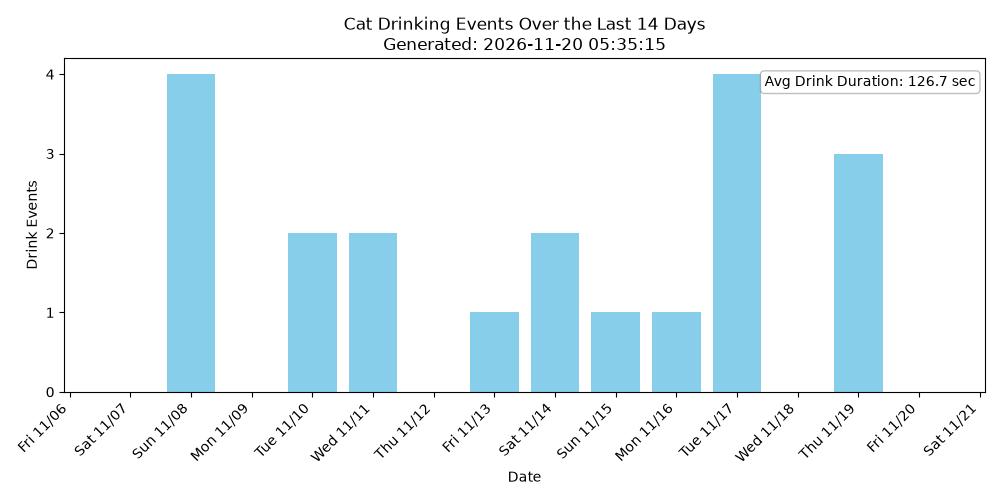 Cat Drinking Events Over the Last 14 Days
Generated: 2026-11-20 05:35:15
Avg Drink Duration: 126.7 sec
Drink Events
4
3
2
1
0
Fri 11/06
Sat 11/07
Sun 11/08
Mon 11/09
Tue 11/10
Wed 11/11
Thu 11/12
Fri 11/13
Sat 11/14
Sun 11/15
Mon 11/16
Tue 11/17
Wed 11/18
Thu 11/19
Fri 11/20
Sat 11/21
Date